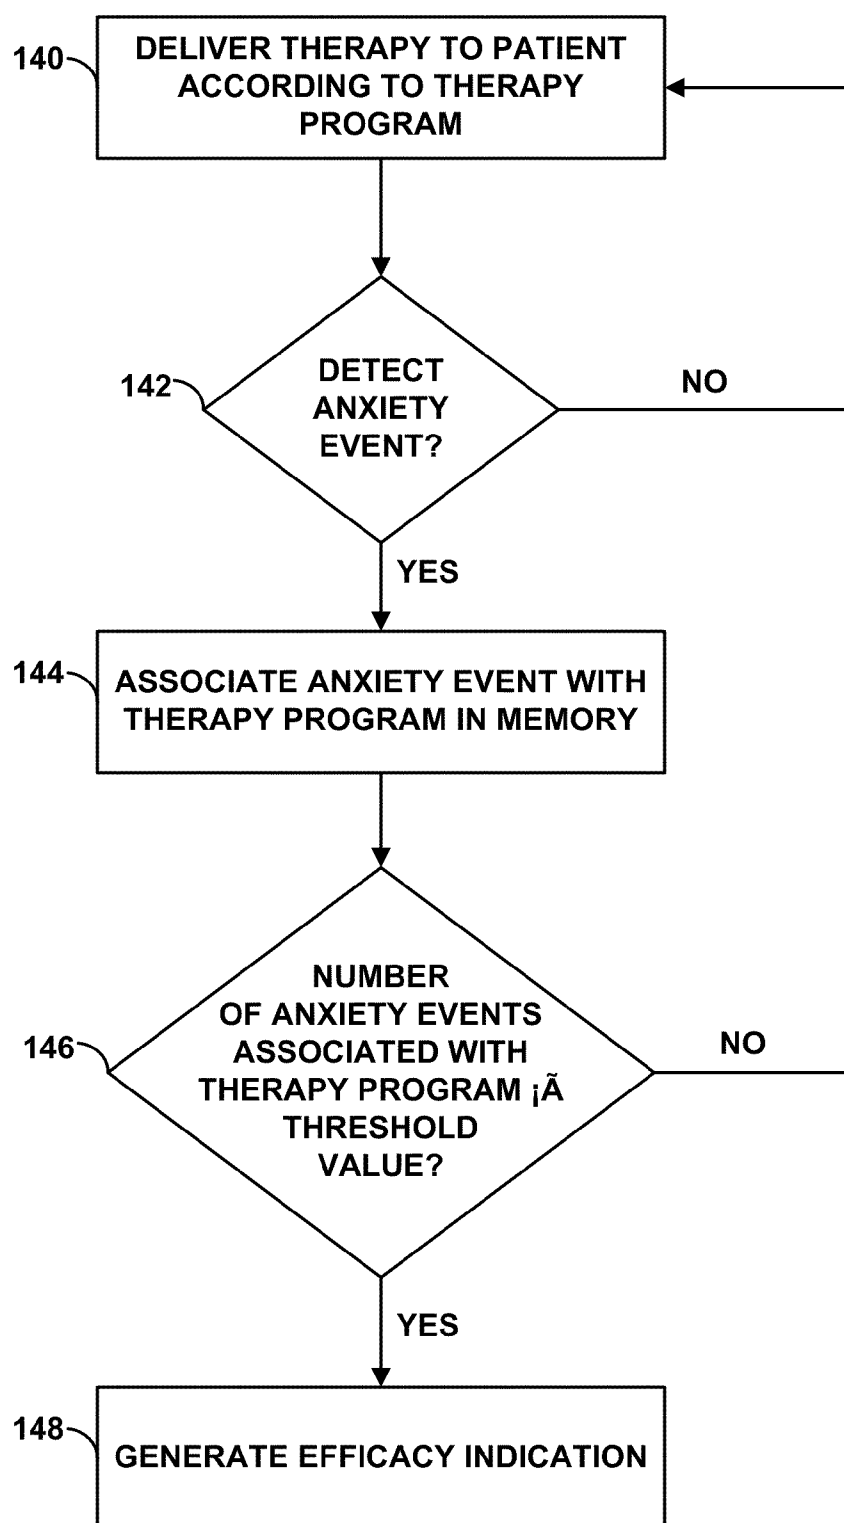 140
DELIVER THERAPY TO PATIENT
ACCORDING TO THERAPY
PROGRAM
142
DETECT
ANXIETY
EVENT?
NO
YES
144
ASSOCIATE ANXIETY EVENT WITH
THERAPY PROGRAM IN MEMORY
146
NUMBER
OF ANXIETY EVENTS
ASSOCIATED WITH
THERAPY PROGRAM ¡Ã
THRESHOLD
VALUE?
NO
YES
148
GENERATE EFFICACY INDICATION